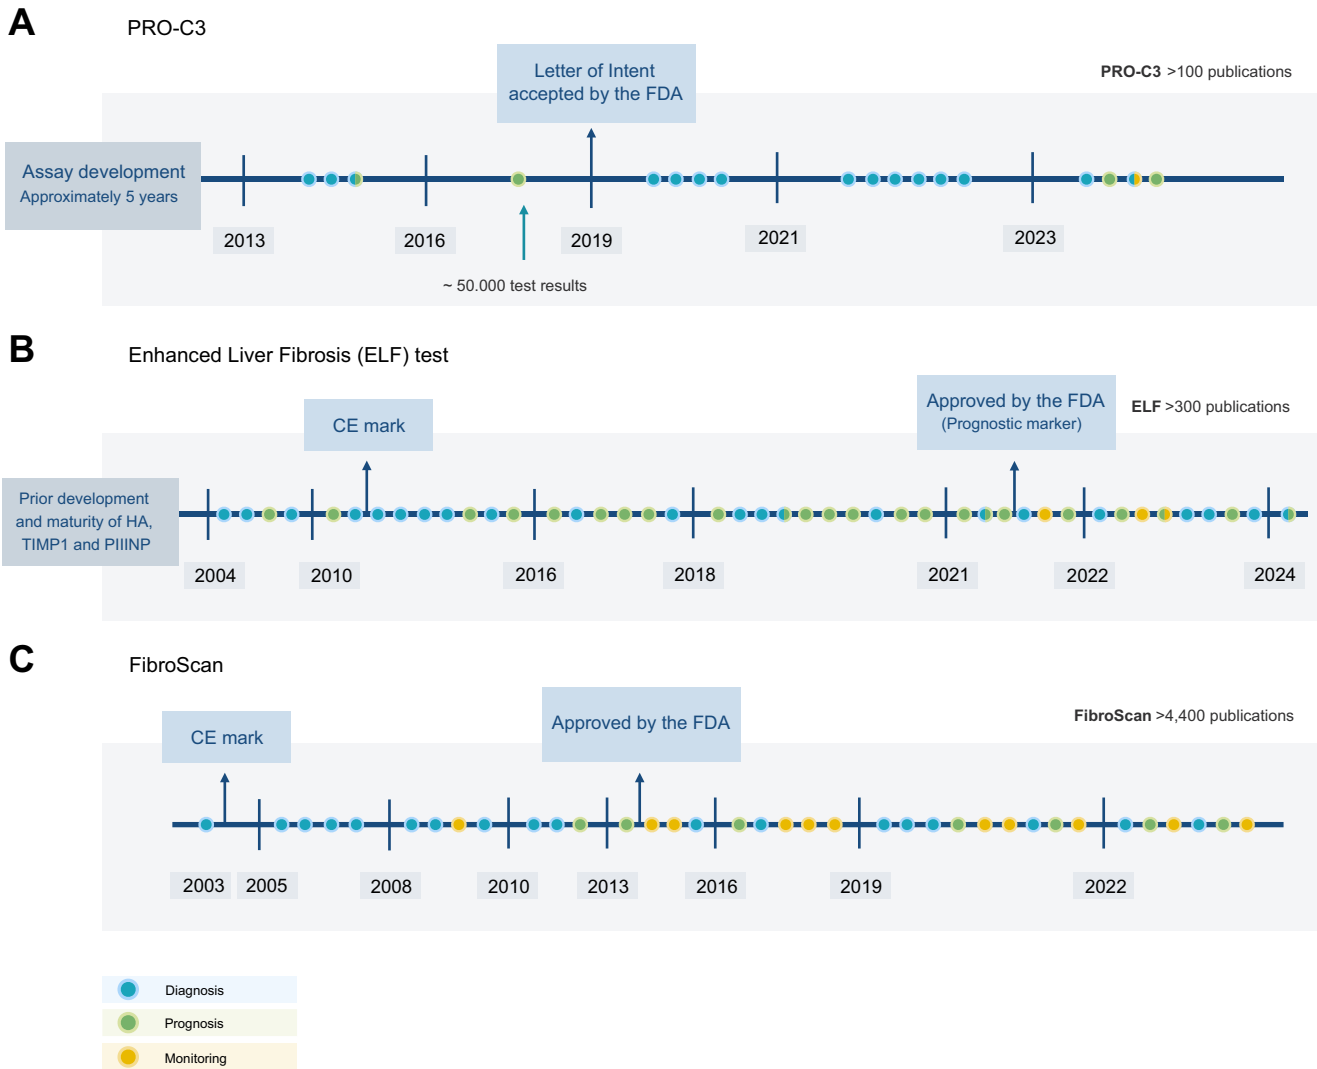 A
PRO-C3
Letter of Intent
accepted by the FDA
PRO-C3 >100 publications
Assay development
Approximately 5 years
2013
2016
2019
2021
2023
~ 50.000 test results
B
Enhanced Liver Fibrosis (ELF) test
CE mark
Approved by the FDA
(Prognostic marker)
ELF >300 publications
Prior development
and maturity of HA,
TIMP1 and PIIINP
2004
2010
2016
2018
2021
2022
2024
C
FibroScan
CE mark
Approved by the FDA
FibroScan >4,400 publications
2003
2005
2008
2010
2013
2016
2019
2022
Diagnosis
Prognosis
Monitoring